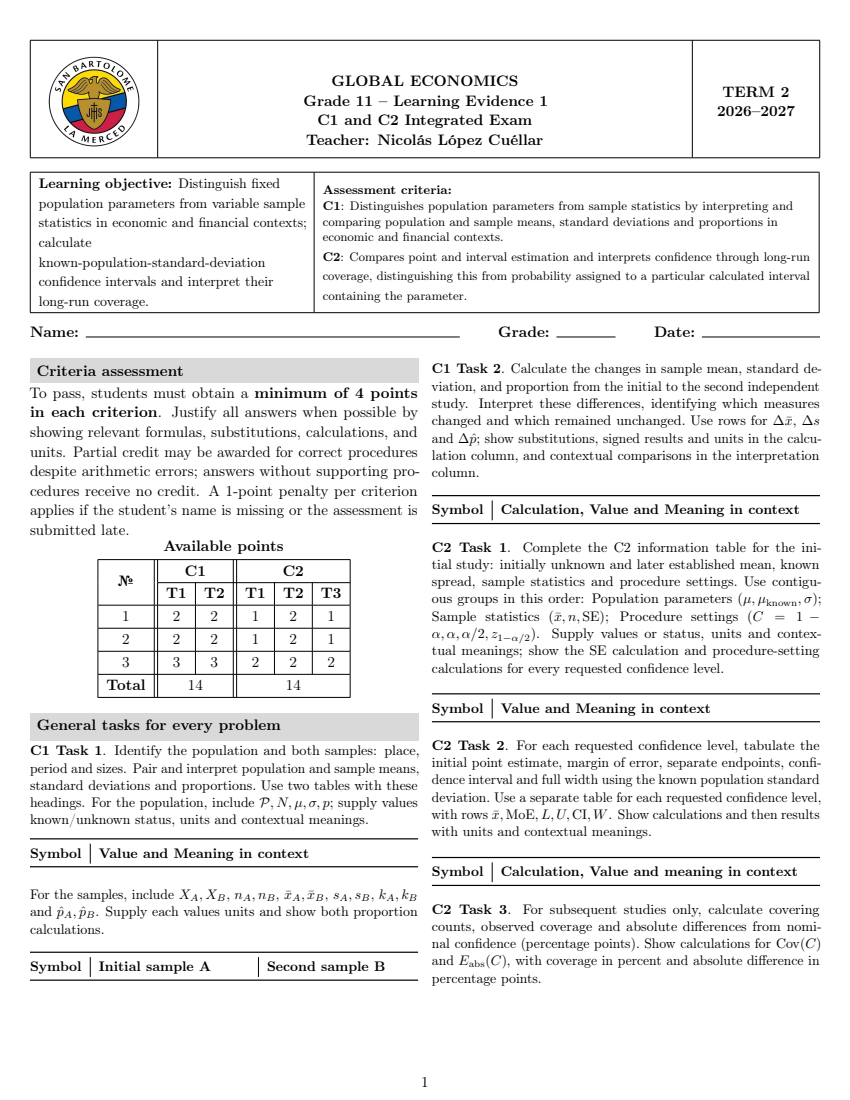 SAN BARTOLOME
LA MERCED
JHS
GLOBAL ECONOMICS
Grade 11 – Learning Evidence 1
C1 and C2 Integrated Exam
Teacher: Nicolás López Cuéllar
TERM 2
2026–2027
Learning objective: Distinguish fixed
population parameters from variable sample
statistics in economic and financial contexts;
calculate
known-population-standard-deviation
confidence intervals and interpret their
long-run coverage.
Assessment criteria:
C1: Distinguishes population parameters from sample statistics by interpreting and
comparing population and sample means, standard deviations and proportions in
economic and financial contexts.
C2: Compares point and interval estimation and interprets confidence through long-run
coverage, distinguishing this from probability assigned to a particular calculated interval
containing the parameter.
Name: Grade: Date:
Criteria assessment
To pass, students must obtain a minimum of 4 points
in each criterion. Justify all answers when possible by
showing relevant formulas, substitutions, calculations, and
units. Partial credit may be awarded for correct procedures
despite arithmetic errors; answers without supporting pro-
cedures receive no credit. A 1-point penalty per criterion
applies if the student's name is missing or the assessment is
submitted late.
Available points
№ C1 C2
T1 T2 T1 T2 T3
1 2 2 1 2 1
2 2 2 1 2 1
3 3 3 2 2 2
Total 14 14
General tasks for every problem
C1 Task 1. Identify the population and both samples: place,
period and sizes. Pair and interpret population and sample means,
standard deviations and proportions. Use two tables with these
headings. For the population, include 𝒫, N, μ, σ, p; supply values
known/unknown status, units and contextual meanings.
Symbol | Value and Meaning in context
For the samples, include X_A, X_B, n_A, n_B, x̄_A, x̄_B, s_A, s_B, k_A, k_B
and p̂_A, p̂_B. Supply each values units and show both proportion
calculations.
Symbol | Initial sample A | Second sample B
C1 Task 2. Calculate the changes in sample mean, standard de-
viation, and proportion from the initial to the second independent
study. Interpret these differences, identifying which measures
changed and which remained unchanged. Use rows for Δx̄, Δs
and Δp̂; show substitutions, signed results and units in the calcu-
lation column, and contextual comparisons in the interpretation
column.
Symbol | Calculation, Value and Meaning in context
C2 Task 1. Complete the C2 information table for the ini-
tial study: initially unknown and later established mean, known
spread, sample statistics and procedure settings. Use contigu-
ous groups in this order: Population parameters (μ, μ_known, σ);
Sample statistics (x̄, n, SE); Procedure settings (C = 1 −
α, α, α/2, z_1−α/2). Supply values or status, units and contex-
tual meanings; show the SE calculation and procedure-setting
calculations for every requested confidence level.
Symbol | Value and Meaning in context
C2 Task 2. For each requested confidence level, tabulate the
initial point estimate, margin of error, separate endpoints, confi-
dence interval and full width using the known population standard
deviation. Use a separate table for each requested confidence level,
with rows x̄, MoE, L, U, CI, W. Show calculations and then results
with units and contextual meanings.
Symbol | Calculation, Value and meaning in context
C2 Task 3. For subsequent studies only, calculate covering
counts, observed coverage and absolute differences from nomi-
nal confidence (percentage points). Show calculations for Cov(C)
and E_abs(C), with coverage in percent and absolute difference in
percentage points.
1